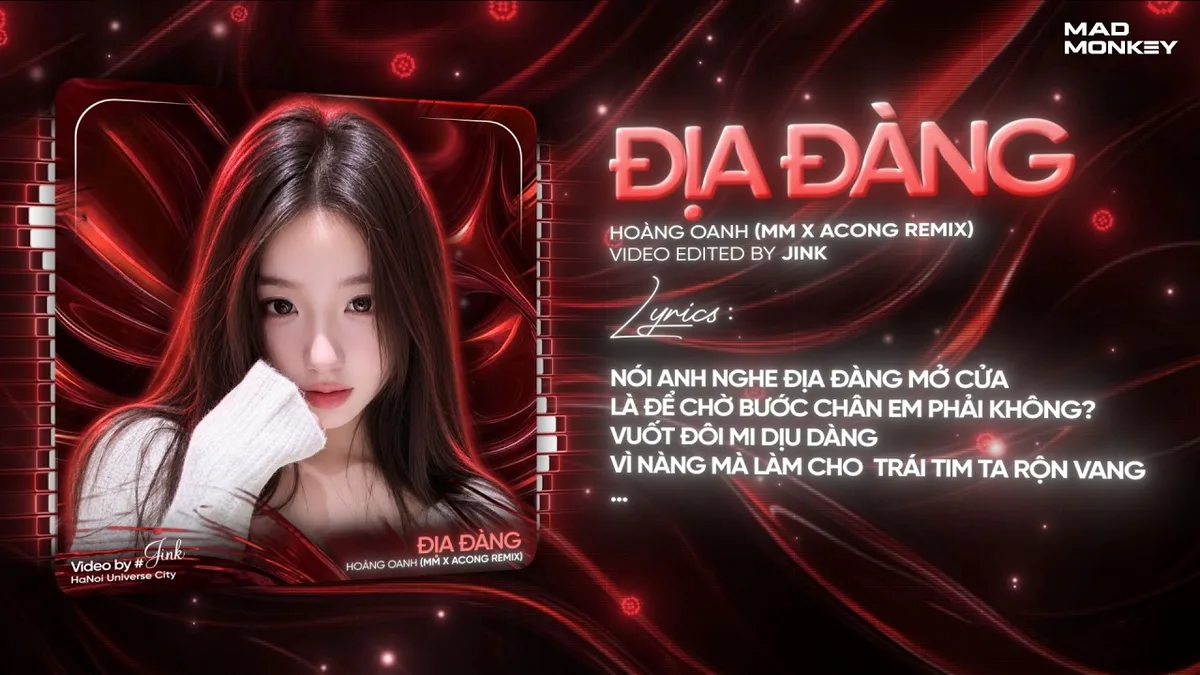 MAD
MONKEY
ĐỊA ĐÀNG
HOÀNG OANH (MM X ACONG REMIX)
VIDEO EDITED BY JINK
Lyrics :
NÓI ANH NGHE ĐỊA ĐÀNG MỞ CỬA
LÀ ĐỂ CHỜ BƯỚC CHÂN EM PHẢI KHÔNG?
VUỐT ĐÔI MI DỊU DÀNG
VÌ NÀNG MÀ LÀM CHO TRÁI TIM TA RỘN VANG
...
ĐỊA ĐÀNG
HOÀNG OANH (MM X ACONG REMIX)
Video by # Jink
HaNoi Universe City